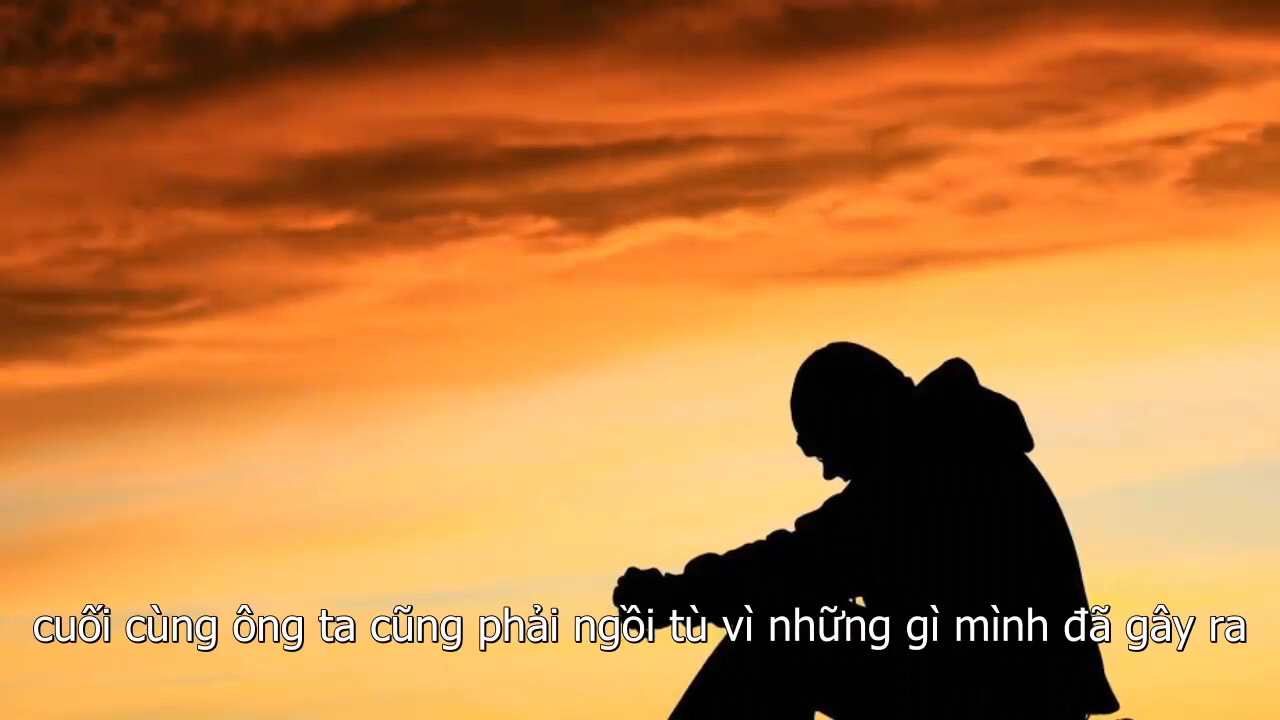 cuối cùng ông ta cũng phải ngồi tù vì những gì mình đã gây ra